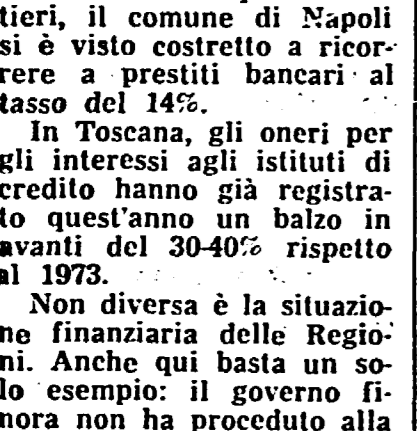 tieri, il comune di Napoli
si è visto costretto a ricor-
rere a prestiti bancari al
tasso del 14%.
In Toscana, gli oneri per
gli interessi agli istituti di
credito hanno già registra-
to quest'anno un balzo in
avanti del 30-40% rispetto
al 1973.
Non diversa è la situazio-
ne finanziaria delle Regio-
ni. Anche qui basta un so-
lo esempio: il governo fi-
nora non ha proceduto alla